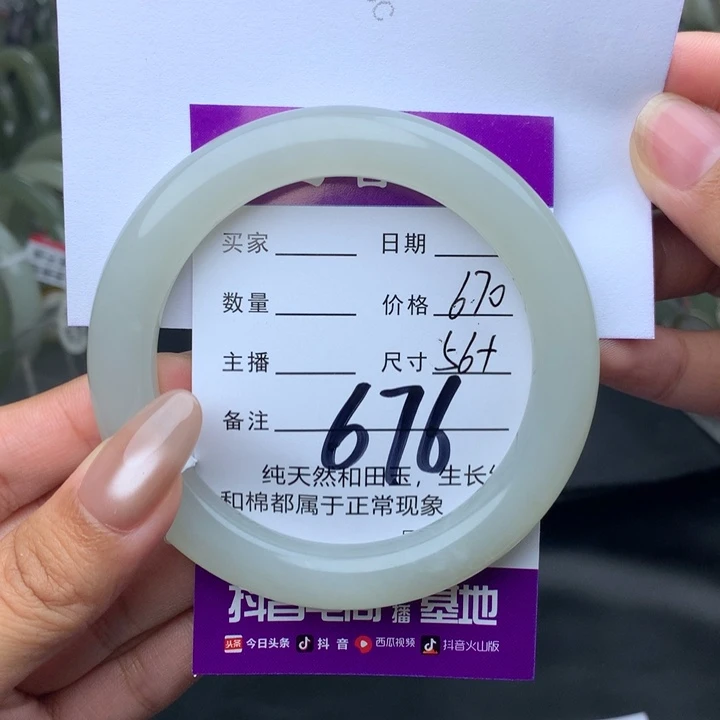 买家 日期
数量 价格 670
主播 尺寸 56+
备注 676
纯天然和田玉，生长
和棉都属于正常现象
抖音电商直播基地
头条 今日头条 抖音 西瓜视频 抖音火山版